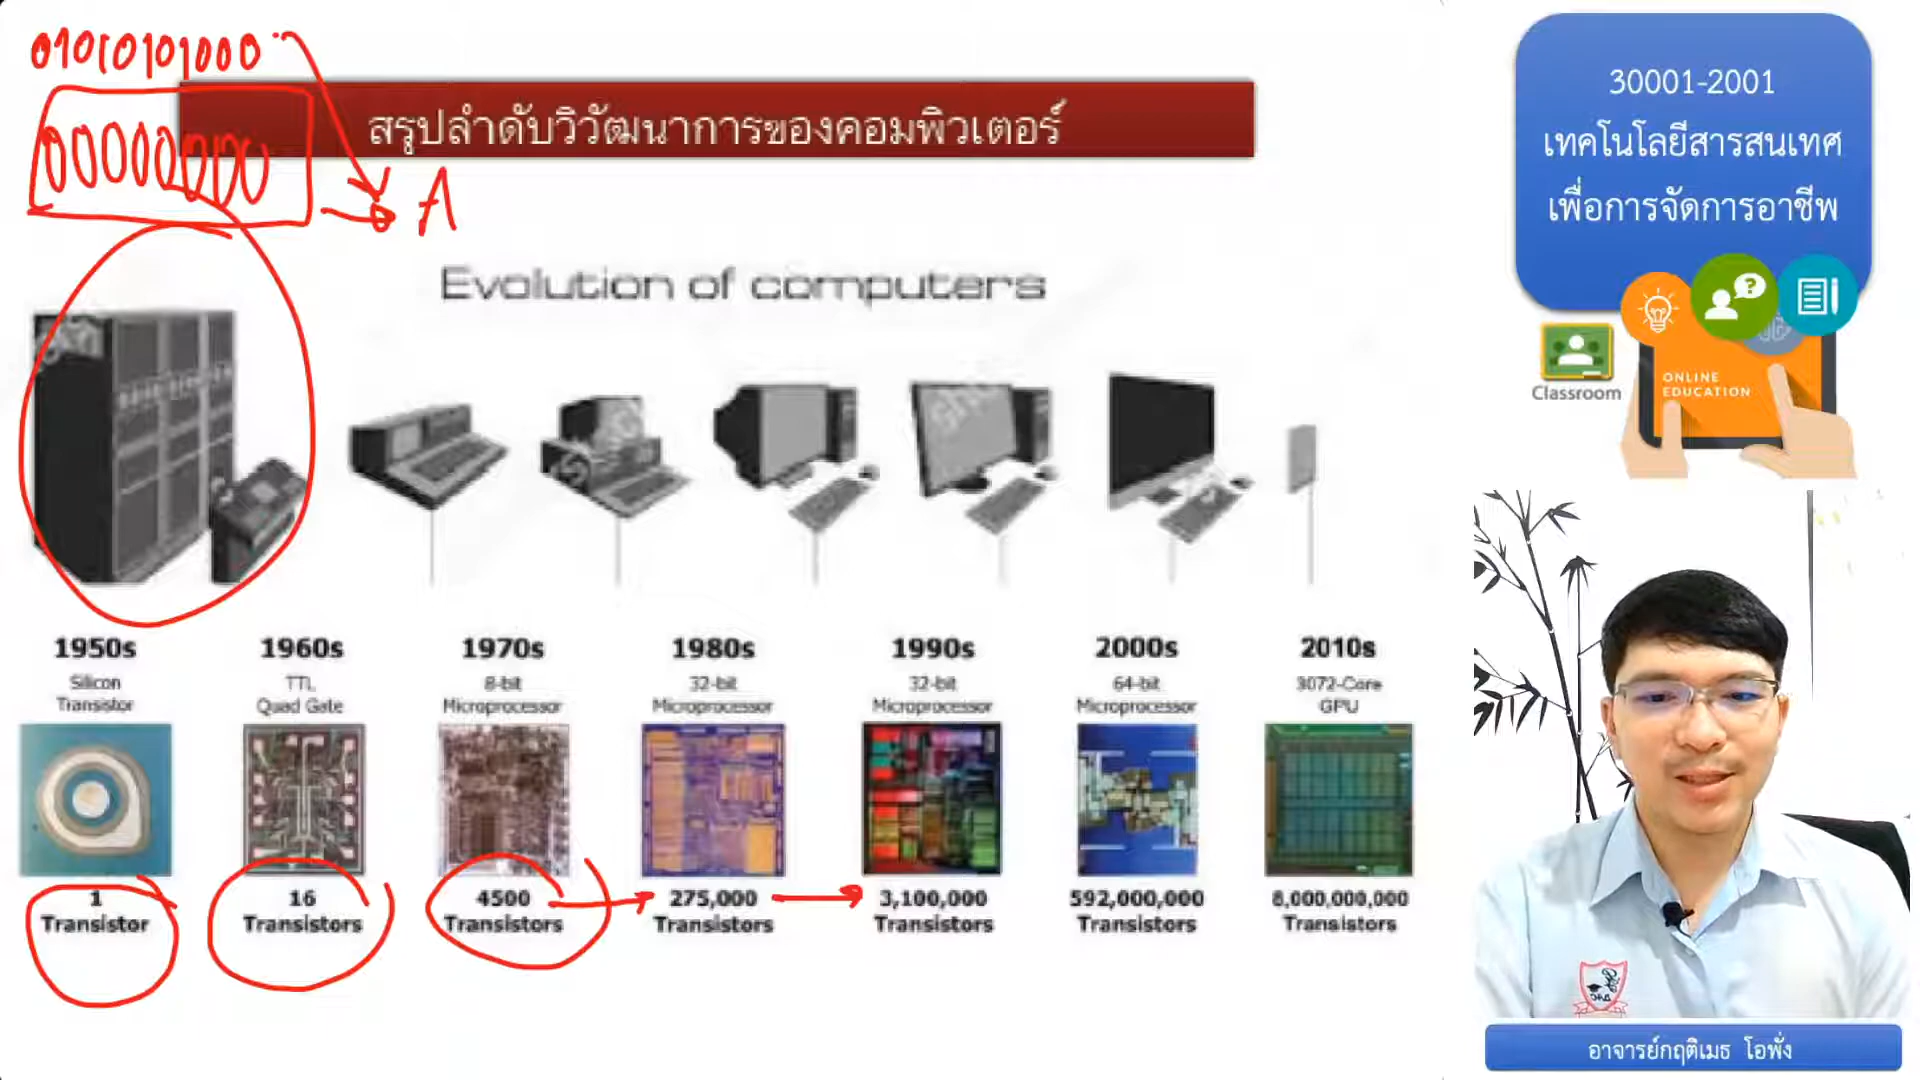 01010101000
00000000
A
สรุปลำดับวิวัฒนาการของคอมพิวเตอร์
Evolution of computers
1950s
Silicon
Transistor
1
Transistor
1960s
TTL
Quad Gate
16
Transistors
1970s
8-bit
Microprocessor
4500
Transistors
1980s
32-bit
Microprocessor
275,000
Transistors
1990s
32-bit
Microprocessor
3,100,000
Transistors
2000s
64-bit
Microprocessor
592,000,000
Transistors
2010s
3072-Core
GPU
8,000,000,000
Transistors
30001-2001
เทคโนโลยีสารสนเทศ
เพื่อการจัดการอาชีพ
Classroom
ONLINE
EDUCATION
อาจารย์กฤติเมธ โอพั่ง